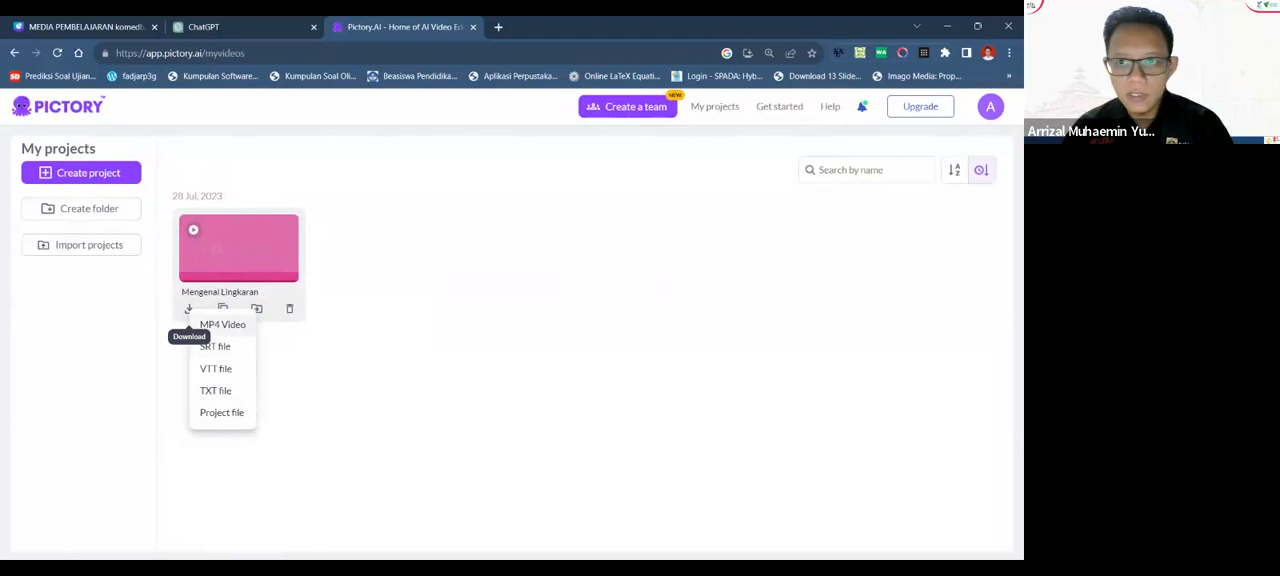 MEDIA PEMBELAJARAN komedi
ChatGPT
Pictory.AI - Home of AI Video Edi
https://app.pictory.ai/myvideos
Prediksi Soal Ujian...
fadjarp3g
Kumpulan Software...
Kumpulan Soal Oli...
Beasiswa Pendidika...
Aplikasi Perpustaka...
Online LaTeX Equati...
Login - SPADA: Hyb...
Download 13 Slide...
Imago Media: Prop...
PICTORY
Create a team
NEW
My projects
Get started
Help
Upgrade
A
My projects
Create project
Create folder
Import projects
Search by name
28 Jul, 2023
Mengenal Lingkaran
Download
MP4 Video
SRT file
VTT file
TXT file
Project file
Arrizal Muhaemin Yu...